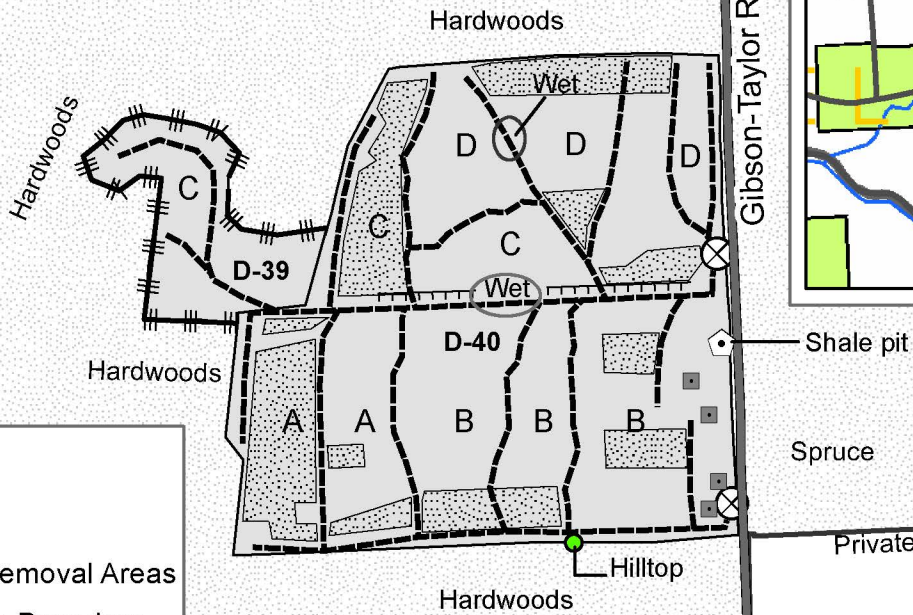 Hardwoods
Gibson-Taylor R
Hardwoods
Wet
D
D
D
C
C
C
D-39
Wet
D-40
Shale pit
Hardwoods
A
A
B
B
B
Spruce
Private
Hilltop
emoval Areas
Hardwoods